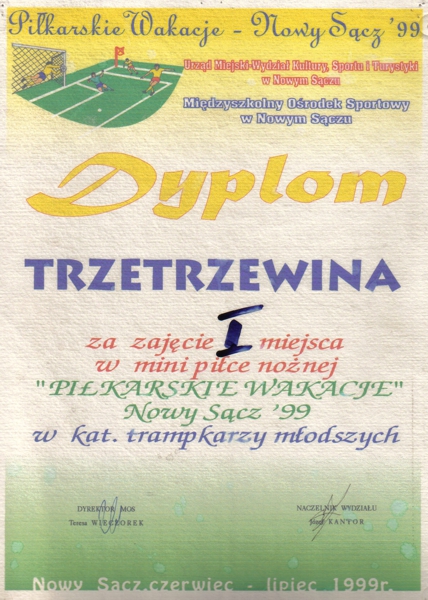 Piłkarskie Wakacje - Nowy Sącz '99
Urząd Miejski-Wydział Kultury, Sportu i Turystyki
w Nowym Sączu
Międzyszkolny Ośrodek Sportowy
w Nowym Sączu
Dyplom
TRZETRZEWINA
za zajęcie I miejsca
w mini piłce nożnej
"PIŁKARSKIE WAKACJE"
Nowy Sącz '99
w kat. trampkarzy młodszych
DYREKTOR MOS
Teresa WIECZOREK
NACZELNIK WYDZIAŁU
Józef KANTOR
Nowy Sącz,czerwiec - lipiec 1999r.